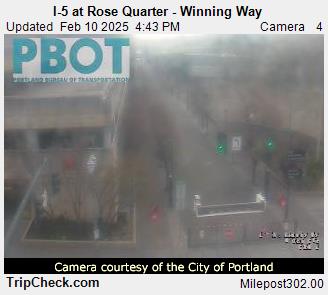 I-5 at Rose Quarter - Winning Way
Updated Feb 10 2025 4:43 PM Camera 4
PBOT
PORTLAND BUREAU OF TRANSPORTATION
Camera courtesy of the City of Portland
TripCheck.com Milepost302.00